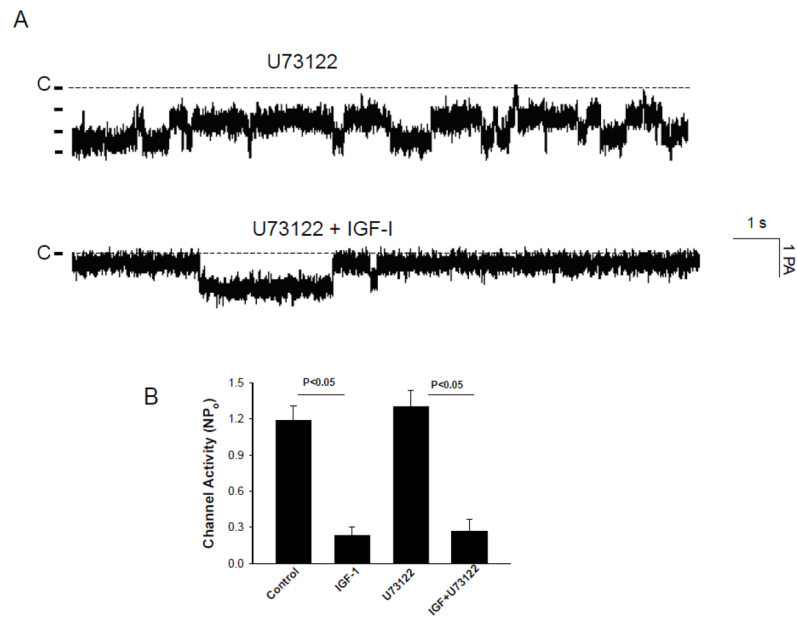 A
U73122
C
U73122 + IGF-I
C
1 s
1 PA
B
P<0.05
P<0.05
Channel Activity (NPo)
1.5
1.2
0.9
0.6
0.3
0.0
Control
IGF-1
U73122
IGF+U73122